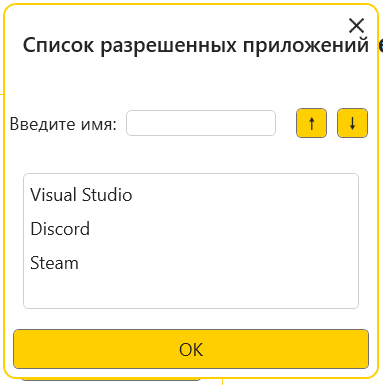 Список разрешенных приложений
Введите имя: ↑ ↓
Visual Studio
Discord
Steam
OK